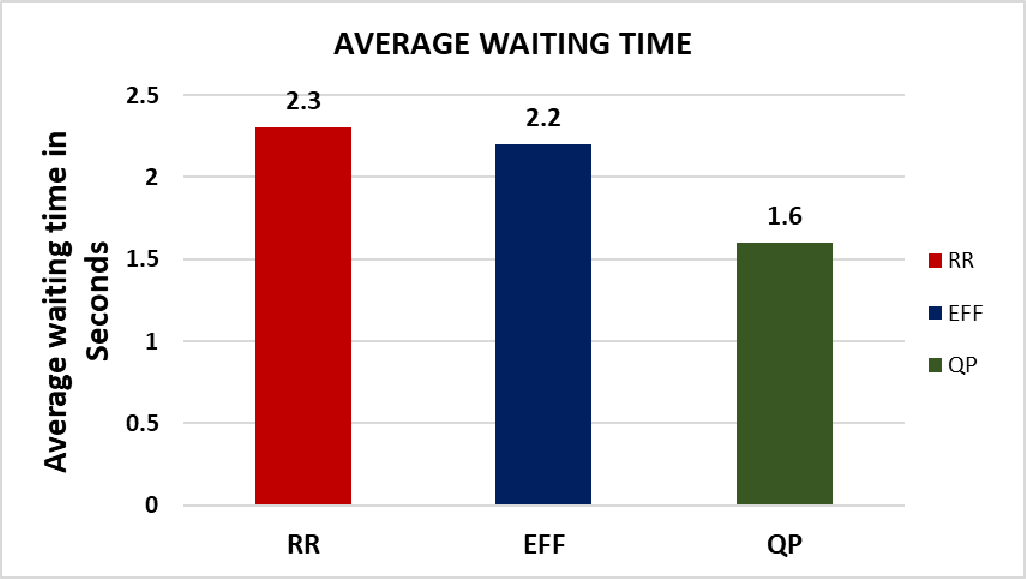 AVERAGE WAITING TIME
Average waiting time in
Seconds
2.5
2
1.5
1
0.5
0
2.3
2.2
1.6
RR
EFF
QP
RR
EFF
QP